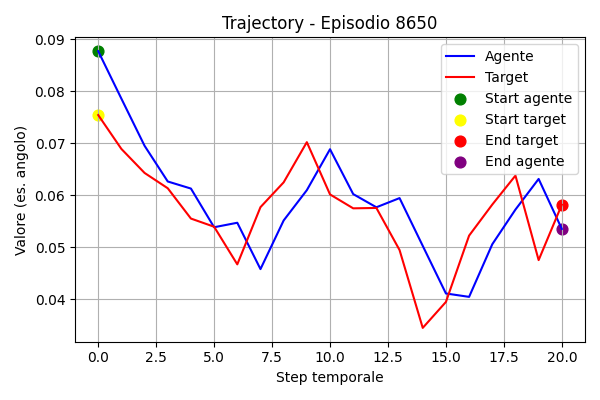 Trajectory - Episodio 8650
Valore (es. angolo)
0.09
0.08
0.07
0.06
0.05
0.04
0.0
2.5
5.0
7.5
10.0
12.5
15.0
17.5
20.0
Step temporale
Agente
Target
Start agente
Start target
End target
End agente